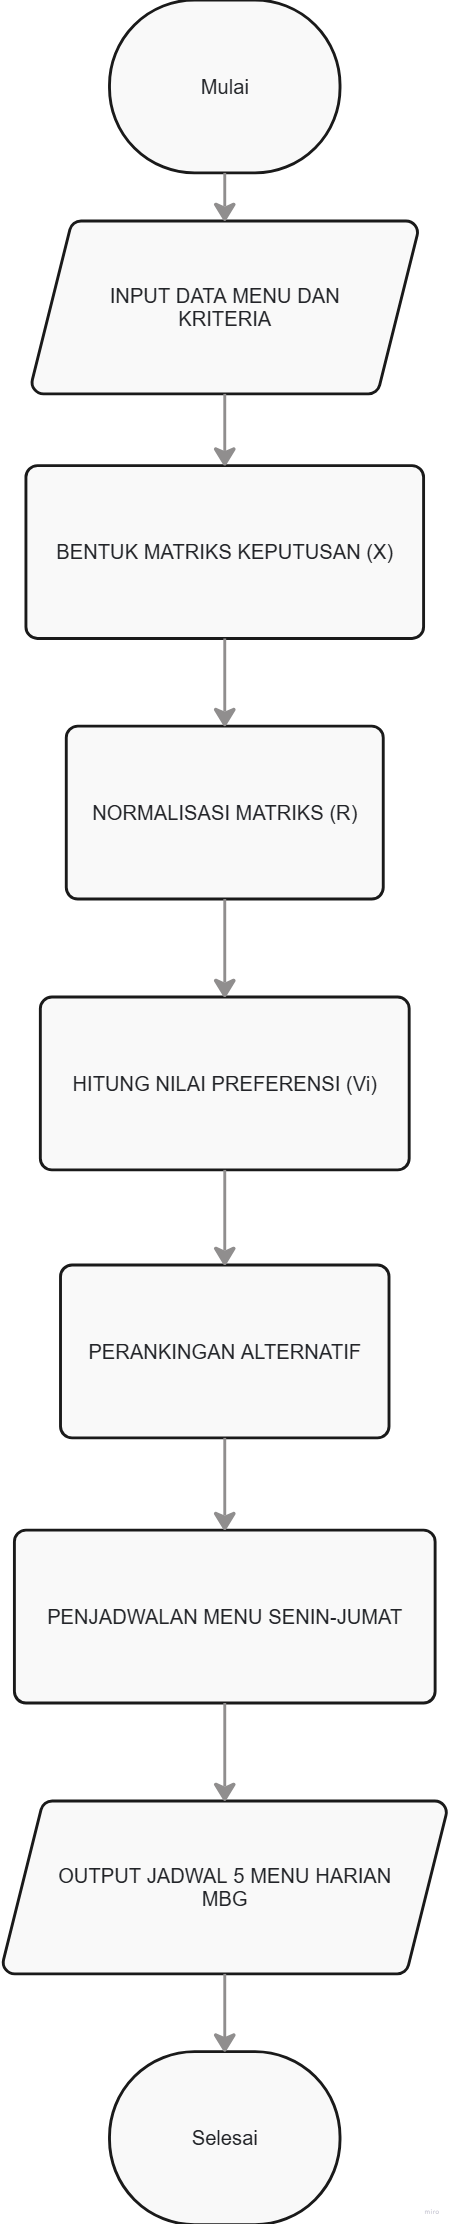 Mulai
INPUT DATA MENU DAN
KRITERIA
BENTUK MATRIKS KEPUTUSAN (X)
NORMALISASI MATRIKS (R)
HITUNG NILAI PREFERENSI (Vi)
PERANKINGAN ALTERNATIF
PENJADWALAN MENU SENIN-JUMAT
OUTPUT JADWAL 5 MENU HARIAN
MBG
Selesai
miro